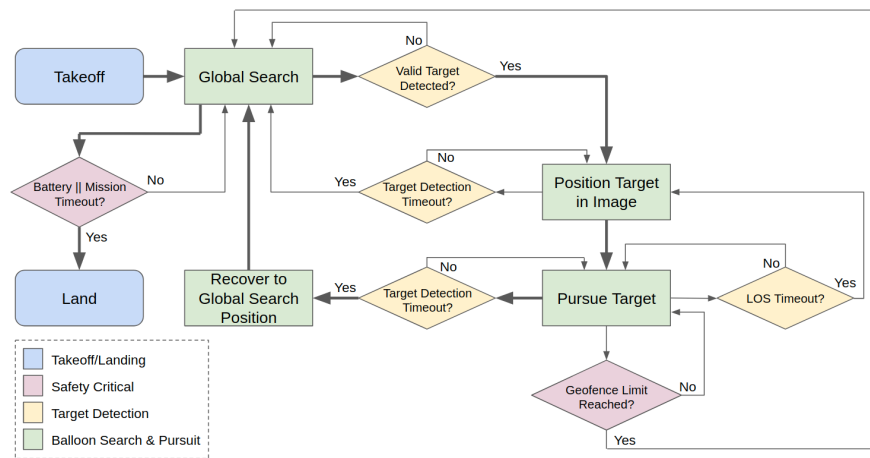 No
Takeoff
Global Search
Valid Target
Detected?
Yes
Battery || Mission
Timeout?
No
Yes
Yes
Target Detection
Timeout?
No
Position Target
in Image
Land
Recover to
Global Search
Position
Yes
Target Detection
Timeout?
No
Pursue Target
No
LOS Timeout?
Yes
Geofence Limit
Reached?
No
Yes
Takeoff/Landing
Safety Critical
Target Detection
Balloon Search & Pursuit